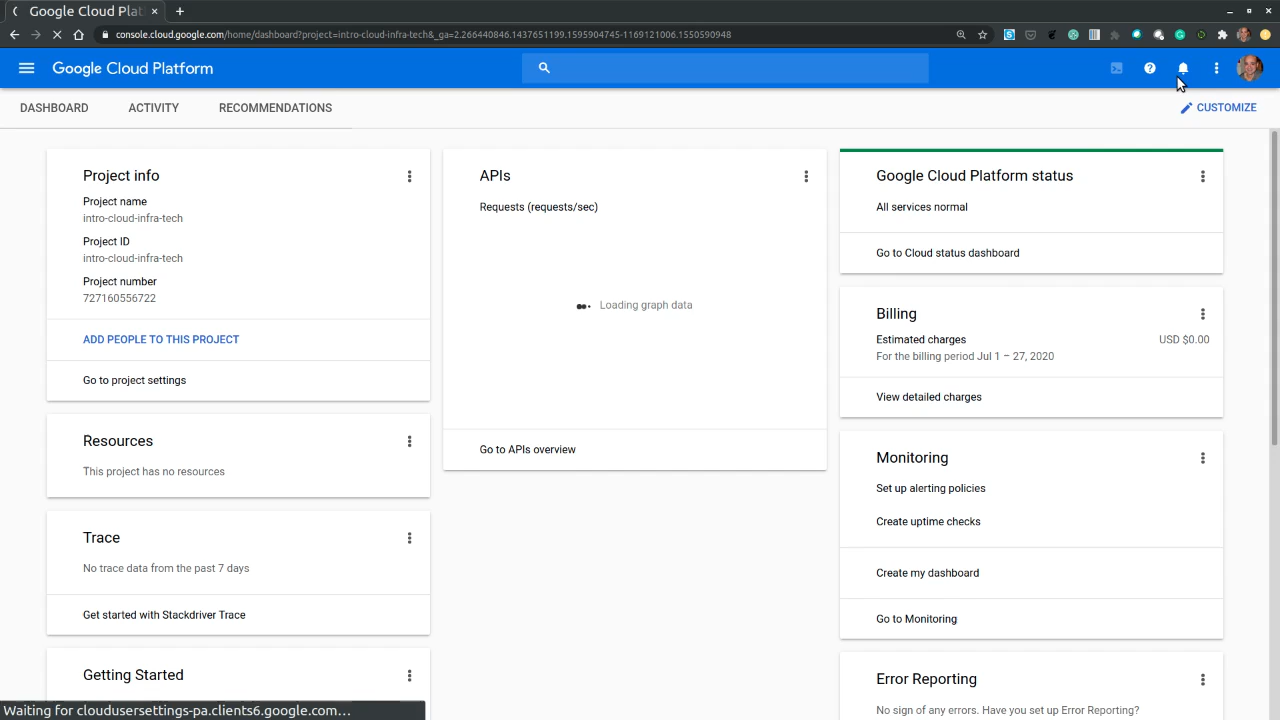 Google Cloud Plat
console.cloud.google.com/home/dashboard?project=intro-cloud-infra-tech&_ga=2.266440846.1437651199.1595904745-1169121006.1550590948
Google Cloud Platform
DASHBOARD
ACTIVITY
RECOMMENDATIONS
CUSTOMIZE
Project info
Project name
intro-cloud-infra-tech
Project ID
intro-cloud-infra-tech
Project number
727160556722
ADD PEOPLE TO THIS PROJECT
Go to project settings
Resources
This project has no resources
Trace
No trace data from the past 7 days
Get started with Stackdriver Trace
Getting Started
APIs
Requests (requests/sec)
Loading graph data
Go to APIs overview
Google Cloud Platform status
All services normal
Go to Cloud status dashboard
Billing
Estimated charges
USD $0.00
For the billing period Jul 1 – 27, 2020
View detailed charges
Monitoring
Set up alerting policies
Create uptime checks
Create my dashboard
Go to Monitoring
Error Reporting
No sign of any errors. Have you set up Error Reporting?
Waiting for cloudusersettings-pa.clients6.google.com...